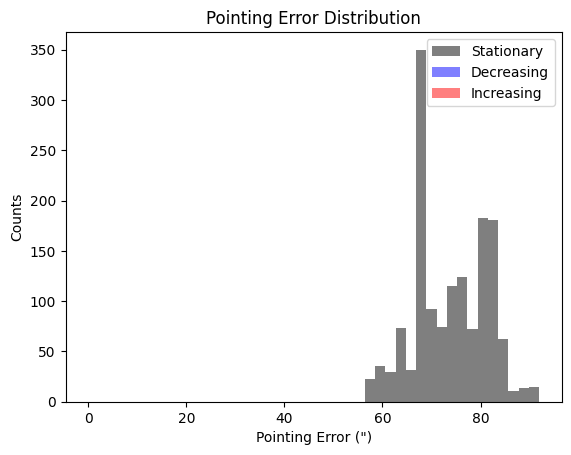 Pointing Error Distribution
Stationary
Decreasing
Increasing
Counts
350
300
250
200
150
100
50
0
0 20 40 60 80
Pointing Error (")